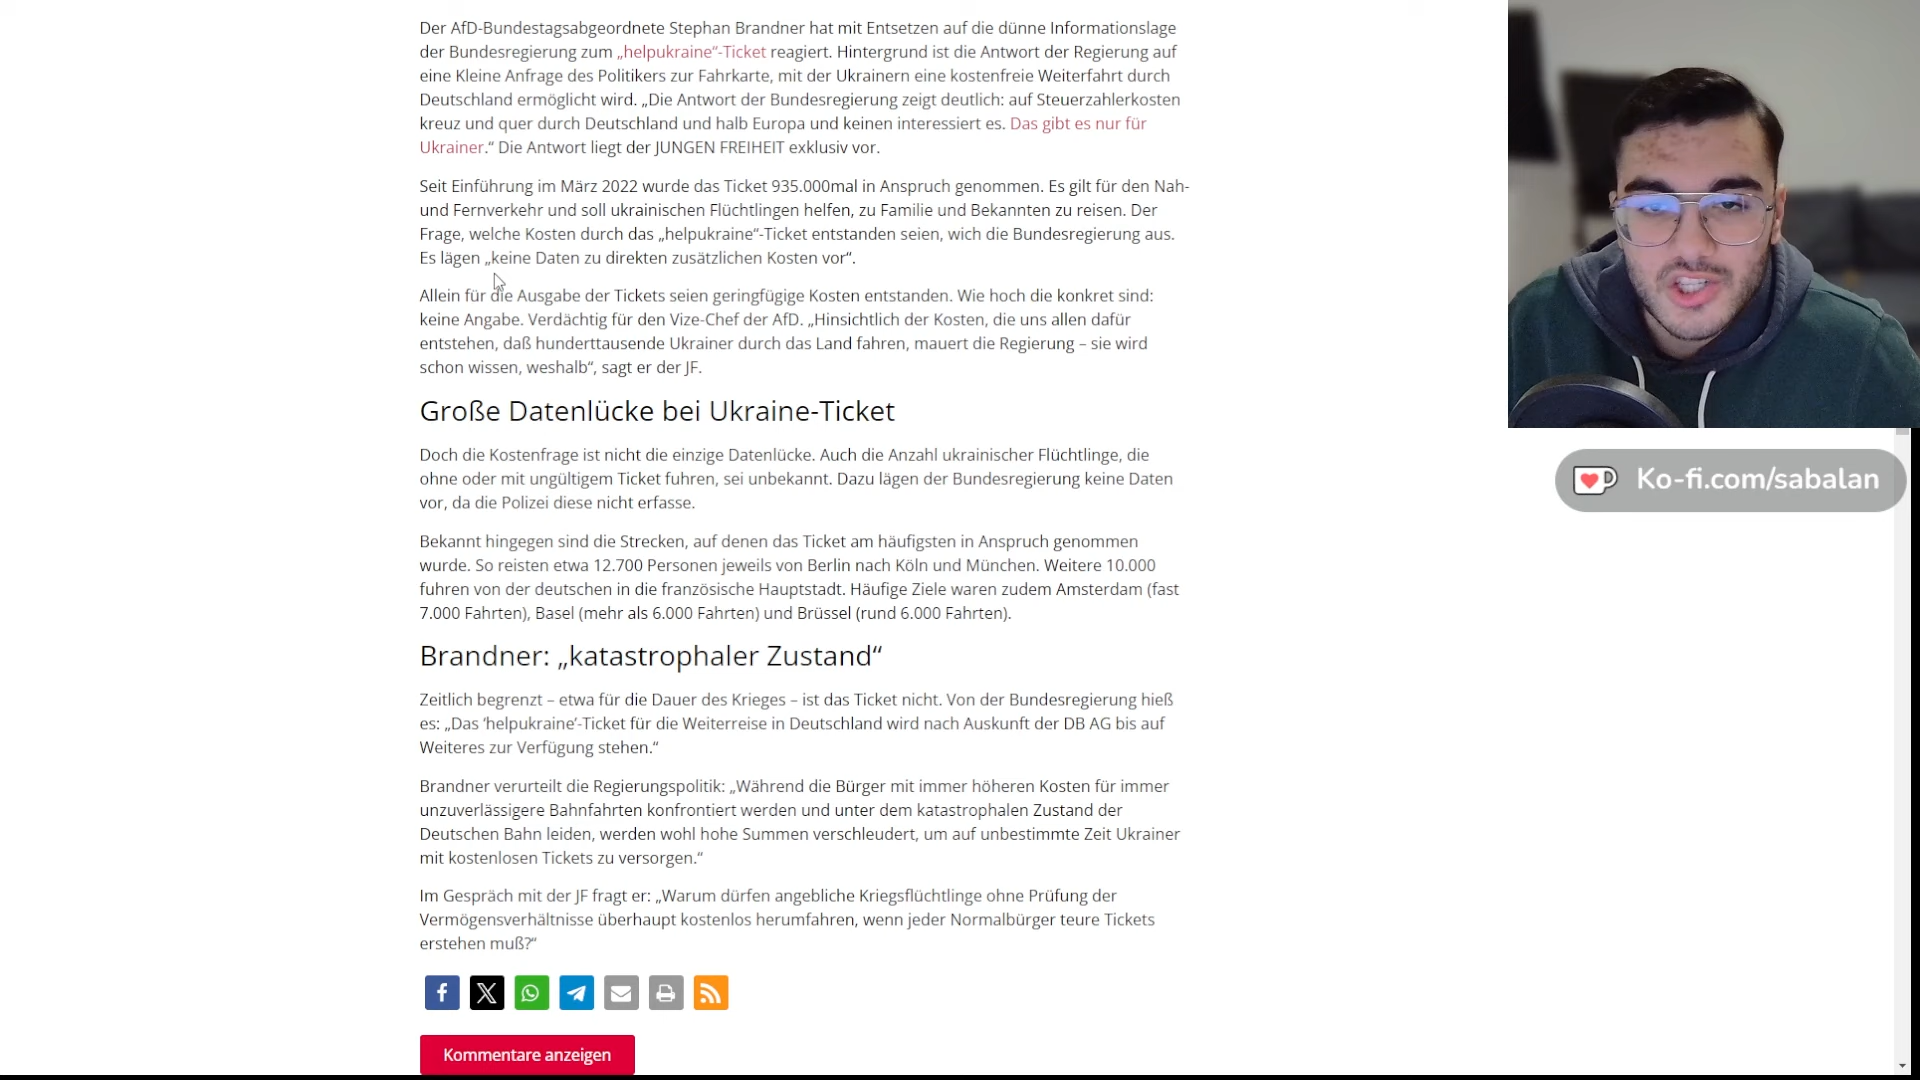 Der AfD-Bundestagsabgeordnete Stephan Brandner hat mit Entsetzen auf die dünne Informationslage
der Bundesregierung zum „helpukraine“-Ticket reagiert. Hintergrund ist die Antwort der Regierung auf
eine Kleine Anfrage des Politikers zur Fahrkarte, mit der Ukrainern eine kostenfreie Weiterfahrt durch
Deutschland ermöglicht wird. „Die Antwort der Bundesregierung zeigt deutlich: auf Steuerzahlerkosten
kreuz und quer durch Deutschland und halb Europa und keinen interessiert es. Das gibt es nur für
Ukrainer.“ Die Antwort liegt der JUNGEN FREIHEIT exklusiv vor.
Seit Einführung im März 2022 wurde das Ticket 935.000mal in Anspruch genommen. Es gilt für den Nah-
und Fernverkehr und soll ukrainischen Flüchtlingen helfen, zu Familie und Bekannten zu reisen. Der
Frage, welche Kosten durch das „helpukraine“-Ticket entstanden seien, wich die Bundesregierung aus.
Es lägen „keine Daten zu direkten zusätzlichen Kosten vor“.
Allein für die Ausgabe der Tickets seien geringfügige Kosten entstanden. Wie hoch die konkret sind:
keine Angabe. Verdächtig für den Vize-Chef der AfD. „Hinsichtlich der Kosten, die uns allen dafür
entstehen, daß hunderttausende Ukrainer durch das Land fahren, mauert die Regierung – sie wird
schon wissen, weshalb“, sagt er der JF.
Große Datenlücke bei Ukraine-Ticket
Doch die Kostenfrage ist nicht die einzige Datenlücke. Auch die Anzahl ukrainischer Flüchtlinge, die
ohne oder mit ungültigem Ticket fuhren, sei unbekannt. Dazu lägen der Bundesregierung keine Daten
vor, da die Polizei diese nicht erfasse.
Bekannt hingegen sind die Strecken, auf denen das Ticket am häufigsten in Anspruch genommen
wurde. So reisten etwa 12.700 Personen jeweils von Berlin nach Köln und München. Weitere 10.000
fuhren von der deutschen in die französische Hauptstadt. Häufige Ziele waren zudem Amsterdam (fast
7.000 Fahrten), Basel (mehr als 6.000 Fahrten) und Brüssel (rund 6.000 Fahrten).
Brandner: „katastrophaler Zustand“
Zeitlich begrenzt – etwa für die Dauer des Krieges – ist das Ticket nicht. Von der Bundesregierung hieß
es: „Das ‘helpukraine’-Ticket für die Weiterreise in Deutschland wird nach Auskunft der DB AG bis auf
Weiteres zur Verfügung stehen.“
Brandner verurteilt die Regierungspolitik: „Während die Bürger mit immer höheren Kosten für immer
unzuverlässigere Bahnfahrten konfrontiert werden und unter dem katastrophalen Zustand der
Deutschen Bahn leiden, werden wohl hohe Summen verschleudert, um auf unbestimmte Zeit Ukrainer
mit kostenlosen Tickets zu versorgen.“
Im Gespräch mit der JF fragt er: „Warum dürfen angebliche Kriegsflüchtlinge ohne Prüfung der
Vermögensverhältnisse überhaupt kostenlos herumfahren, wenn jeder Normalbürger teure Tickets
erstehen muß?“
Kommentare anzeigen
Ko-fi.com/sabalan